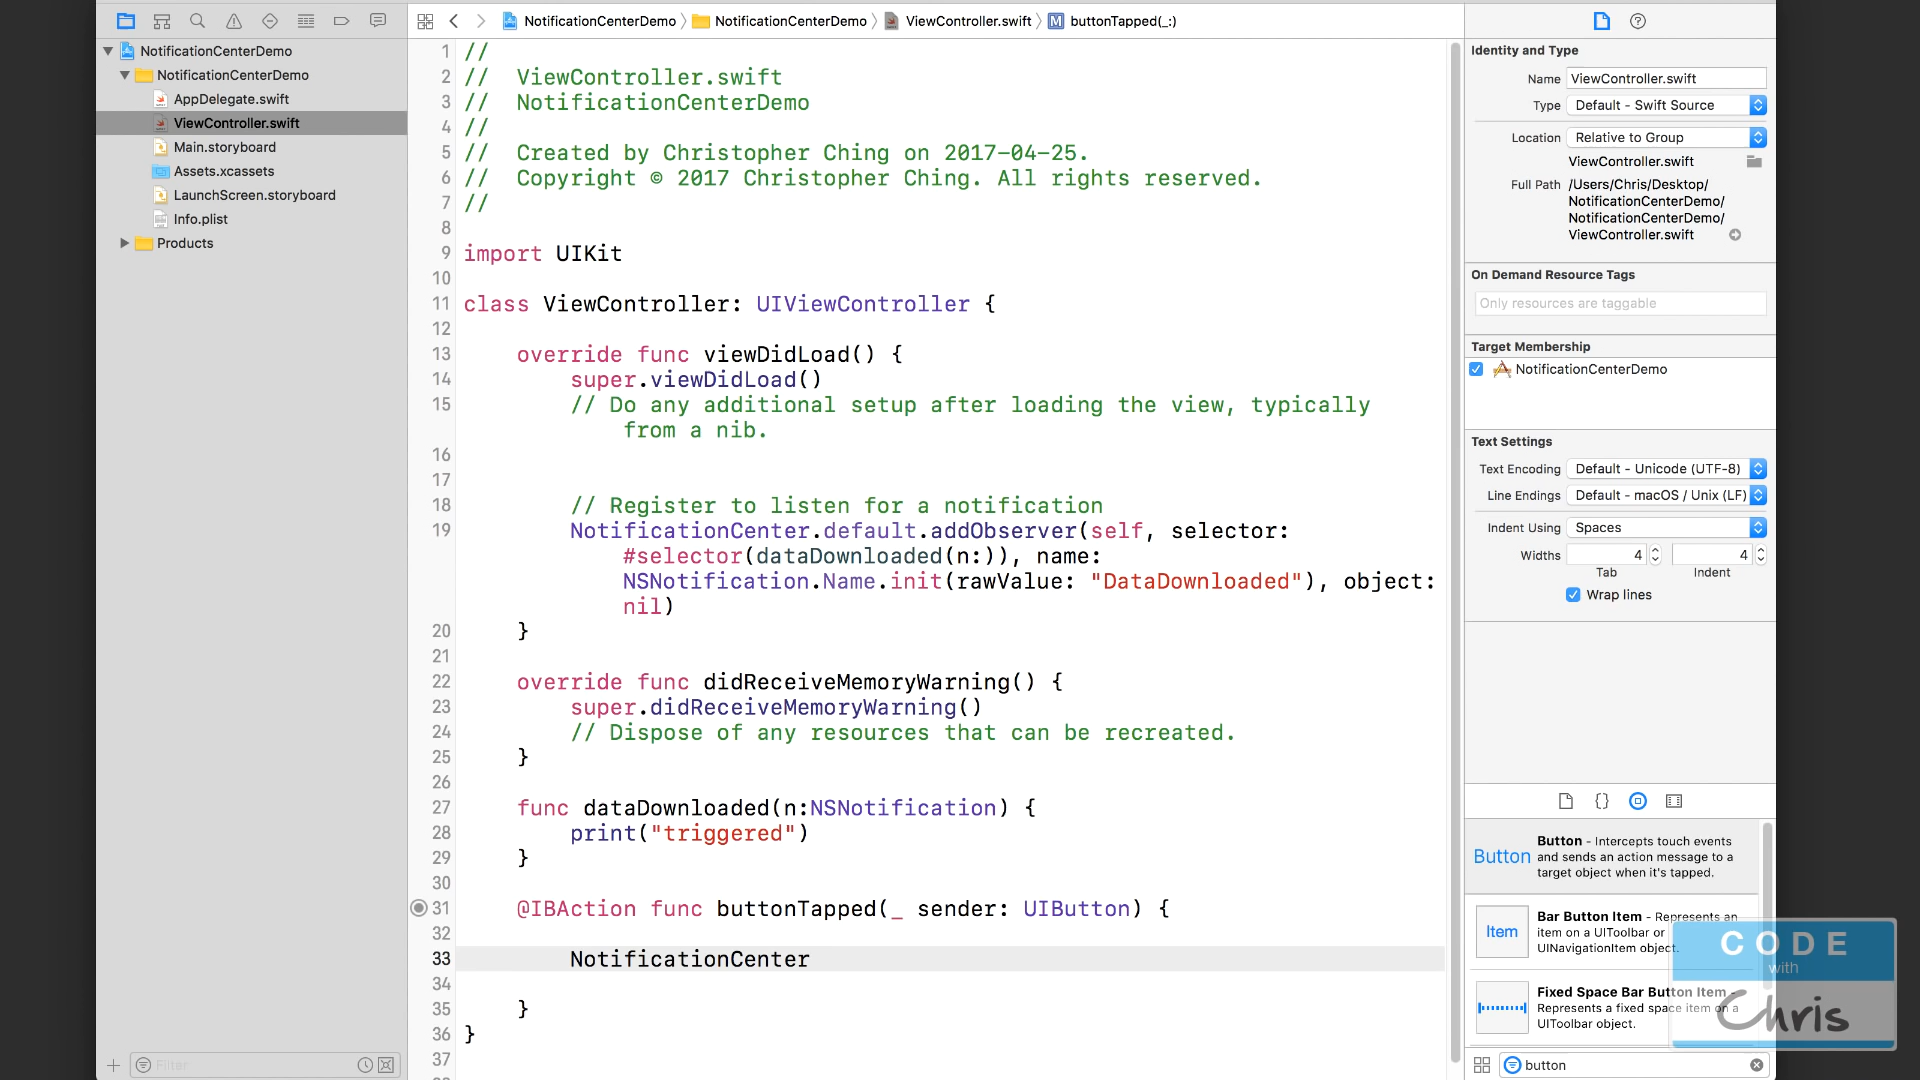 NotificationCenterDemo
NotificationCenterDemo
AppDelegate.swift
ViewController.swift
Main.storyboard
Assets.xcassets
LaunchScreen.storyboard
Info.plist
Products
Filter
NotificationCenterDemo NotificationCenterDemo ViewController.swift M buttonTapped(_:)
1 //
2 //  ViewController.swift
3 //  NotificationCenterDemo
4 //
5 //  Created by Christopher Ching on 2017-04-25.
6 //  Copyright © 2017 Christopher Ching. All rights reserved.
7 //
8
9 import UIKit
10
11 class ViewController: UIViewController {
12
13     override func viewDidLoad() {
14         super.viewDidLoad()
15         // Do any additional setup after loading the view, typically
from a nib.
16
17
18         // Register to listen for a notification
19         NotificationCenter.default.addObserver(self, selector:
#selector(dataDownloaded(n:)), name:
NSNotification.Name.init(rawValue: "DataDownloaded"), object:
nil)
20     }
21
22     override func didReceiveMemoryWarning() {
23         super.didReceiveMemoryWarning()
24         // Dispose of any resources that can be recreated.
25     }
26
27     func dataDownloaded(n:NSNotification) {
28         print("triggered")
29     }
30
31     @IBAction func buttonTapped(_ sender: UIButton) {
32
33         NotificationCenter
34
35     }
36 }
37
Identity and Type
Name ViewController.swift
Type Default - Swift Source
Location Relative to Group
ViewController.swift
Full Path /Users/Chris/Desktop/
NotificationCenterDemo/
NotificationCenterDemo/
ViewController.swift
On Demand Resource Tags
Only resources are taggable
Target Membership
NotificationCenterDemo
Text Settings
Text Encoding Default - Unicode (UTF-8)
Line Endings Default - macOS / Unix (LF)
Indent Using Spaces
Widths 4 4
Tab Indent
Wrap lines
Button
Button - Intercepts touch events
and sends an action message to a
target object when it's tapped.
Item
Bar Button Item - Represents an
item on a UIToolbar or
UINavigationItem object.
Fixed Space Bar Button Item -
Represents a fixed space item on a
UIToolbar object.
button
CODE
with
Chris